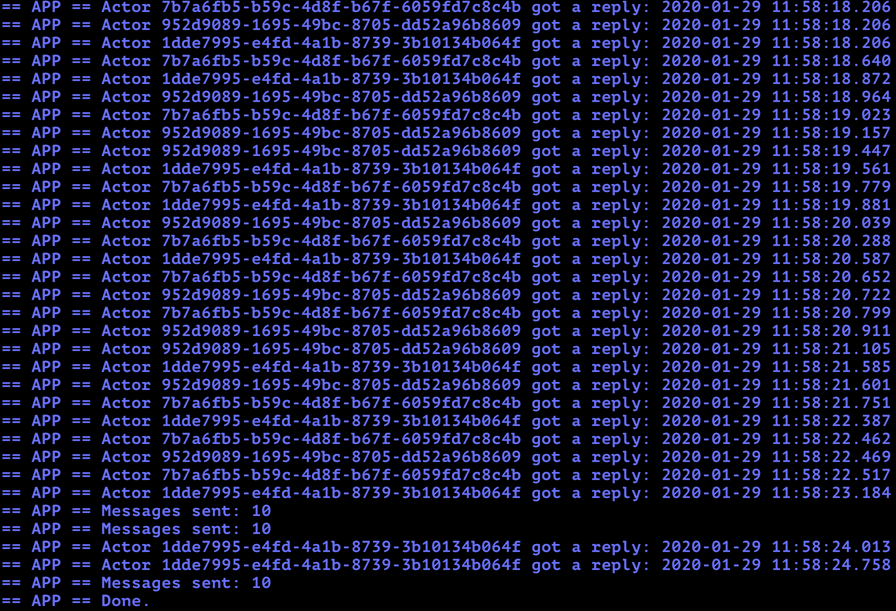 == APP == Actor 7b7a6fb5-b59c-4d8f-b67f-6059fd7c8c4b got a reply: 2020-01-29 11:58:18.206
== APP == Actor 952d9089-1695-49bc-8705-dd52a96b8609 got a reply: 2020-01-29 11:58:18.206
== APP == Actor 1dde7995-e4fd-4a1b-8739-3b10134b064f got a reply: 2020-01-29 11:58:18.206
== APP == Actor 7b7a6fb5-b59c-4d8f-b67f-6059fd7c8c4b got a reply: 2020-01-29 11:58:18.640
== APP == Actor 1dde7995-e4fd-4a1b-8739-3b10134b064f got a reply: 2020-01-29 11:58:18.872
== APP == Actor 952d9089-1695-49bc-8705-dd52a96b8609 got a reply: 2020-01-29 11:58:18.964
== APP == Actor 7b7a6fb5-b59c-4d8f-b67f-6059fd7c8c4b got a reply: 2020-01-29 11:58:19.023
== APP == Actor 952d9089-1695-49bc-8705-dd52a96b8609 got a reply: 2020-01-29 11:58:19.157
== APP == Actor 952d9089-1695-49bc-8705-dd52a96b8609 got a reply: 2020-01-29 11:58:19.447
== APP == Actor 1dde7995-e4fd-4a1b-8739-3b10134b064f got a reply: 2020-01-29 11:58:19.561
== APP == Actor 7b7a6fb5-b59c-4d8f-b67f-6059fd7c8c4b got a reply: 2020-01-29 11:58:19.779
== APP == Actor 1dde7995-e4fd-4a1b-8739-3b10134b064f got a reply: 2020-01-29 11:58:19.881
== APP == Actor 952d9089-1695-49bc-8705-dd52a96b8609 got a reply: 2020-01-29 11:58:20.039
== APP == Actor 7b7a6fb5-b59c-4d8f-b67f-6059fd7c8c4b got a reply: 2020-01-29 11:58:20.280
== APP == Actor 1dde7995-e4fd-4a1b-8739-3b10134b064f got a reply: 2020-01-29 11:58:20.587
== APP == Actor 7b7a6fb5-b59c-4d8f-b67f-6059fd7c8c4b got a reply: 2020-01-29 11:58:20.652
== APP == Actor 952d9089-1695-49bc-8705-dd52a96b8609 got a reply: 2020-01-29 11:58:20.722
== APP == Actor 7b7a6fb5-b59c-4d8f-b67f-6059fd7c8c4b got a reply: 2020-01-29 11:58:20.799
== APP == Actor 952d9089-1695-49bc-8705-dd52a96b8609 got a reply: 2020-01-29 11:58:20.911
== APP == Actor 952d9089-1695-49bc-8705-dd52a96b8609 got a reply: 2020-01-29 11:58:21.105
== APP == Actor 1dde7995-e4fd-4a1b-8739-3b10134b064f got a reply: 2020-01-29 11:58:21.585
== APP == Actor 952d9089-1695-49bc-8705-dd52a96b8609 got a reply: 2020-01-29 11:58:21.601
== APP == Actor 7b7a6fb5-b59c-4d8f-b67f-6059fd7c8c4b got a reply: 2020-01-29 11:58:21.751
== APP == Actor 1dde7995-e4fd-4a1b-8739-3b10134b064f got a reply: 2020-01-29 11:58:22.387
== APP == Actor 7b7a6fb5-b59c-4d8f-b67f-6059fd7c8c4b got a reply: 2020-01-29 11:58:22.462
== APP == Actor 952d9089-1695-49bc-8705-dd52a96b8609 got a reply: 2020-01-29 11:58:22.469
== APP == Actor 7b7a6fb5-b59c-4d8f-b67f-6059fd7c8c4b got a reply: 2020-01-29 11:58:22.517
== APP == Actor 1dde7995-e4fd-4a1b-8739-3b10134b064f got a reply: 2020-01-29 11:58:23.184
== APP == Messages sent: 10
== APP == Messages sent: 10
== APP == Actor 1dde7995-e4fd-4a1b-8739-3b10134b064f got a reply: 2020-01-29 11:58:24.013
== APP == Actor 1dde7995-e4fd-4a1b-8739-3b10134b064f got a reply: 2020-01-29 11:58:24.758
== APP == Messages sent: 10
== APP == Done.